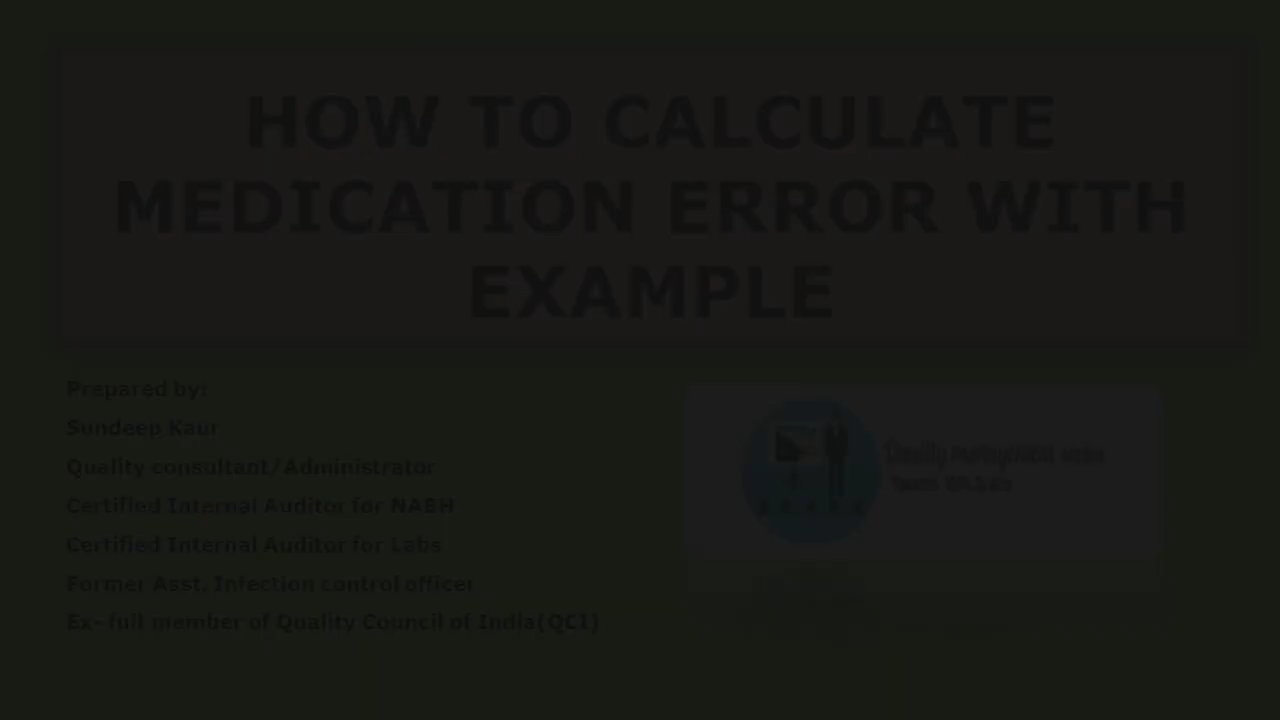 HOW TO CALCULATE
MEDICATION ERROR WITH
EXAMPLE
Prepared by:
Sundeep Kaur
Quality consultant/Administrator
Certified Internal Auditor for NABH
Certified Internal Auditor for Labs
Former Asst. Infection control officer
Ex- full member of Quality Council of India(QCI)
Quality